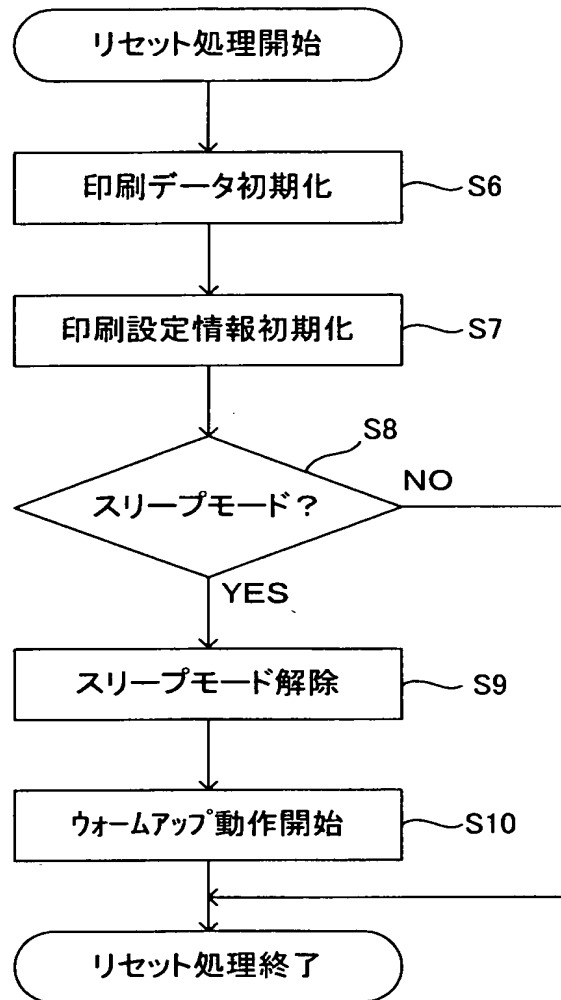 リセット処理開始
印刷データ初期化
S6
印刷設定情報初期化
S7
S8
スリープモード？
NO
YES
スリープモード解除
S9
ウォームアップ動作開始
S10
リセット処理終了